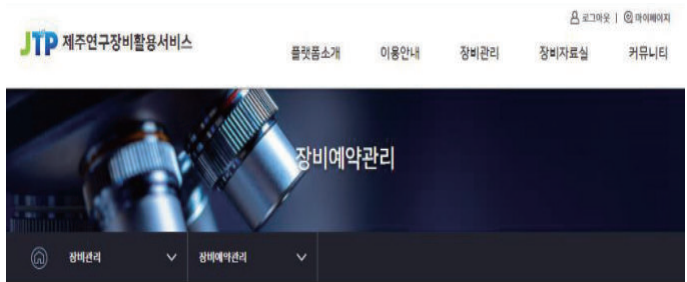 로그아웃 | 마이페이지
JTP 제주연구장비활용서비스
플랫폼소개 이용안내 장비관리 장비자료실 커뮤니티
장비예약관리
장비관리 장비예약관리